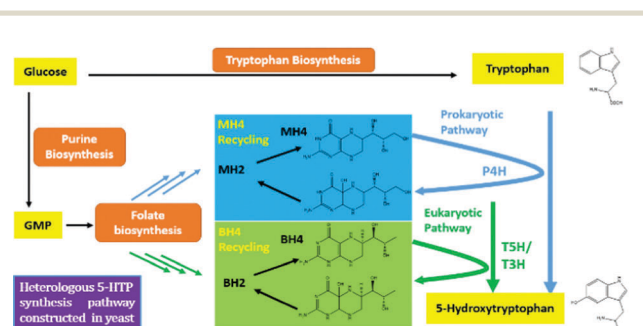 Tryptophan Biosynthesis
Glucose
Tryptophan
Purine
Biosynthesis
MH4
Recycling
MH4
MH2
Prokaryotic
Pathway
P4H
GMP
Folate
biosynthesis
BH4
Recycling
BH4
BH2
Eukaryotic
Pathway
T5H/
T3H
Heterologous 5-HTP
synthesis pathway
constructed in yeast
5-Hydroxytryptophan